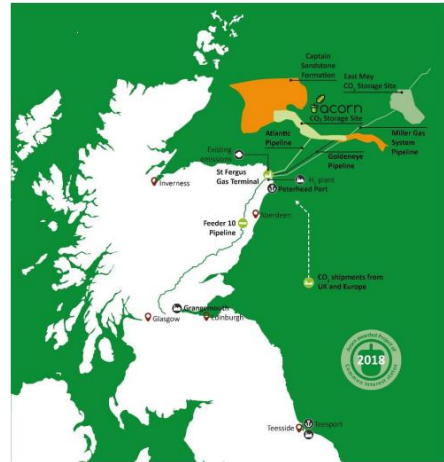 Captain
Sandstone
Formation
East Mey
CO₂ Storage Site
acorn
CO₂ Storage Site
Miller Gas
System
Pipeline
Atlantic
Pipeline
Goldeneye
Pipeline
Existing
emissions
St Fergus
Gas Terminal
H₂ plant
Peterhead Port
Inverness
Aberdeen
Feeder 10
Pipeline
CO₂ shipments from
UK and Europe
Grangemouth
Glasgow
Edinburgh
2018
Teesport
Teesside